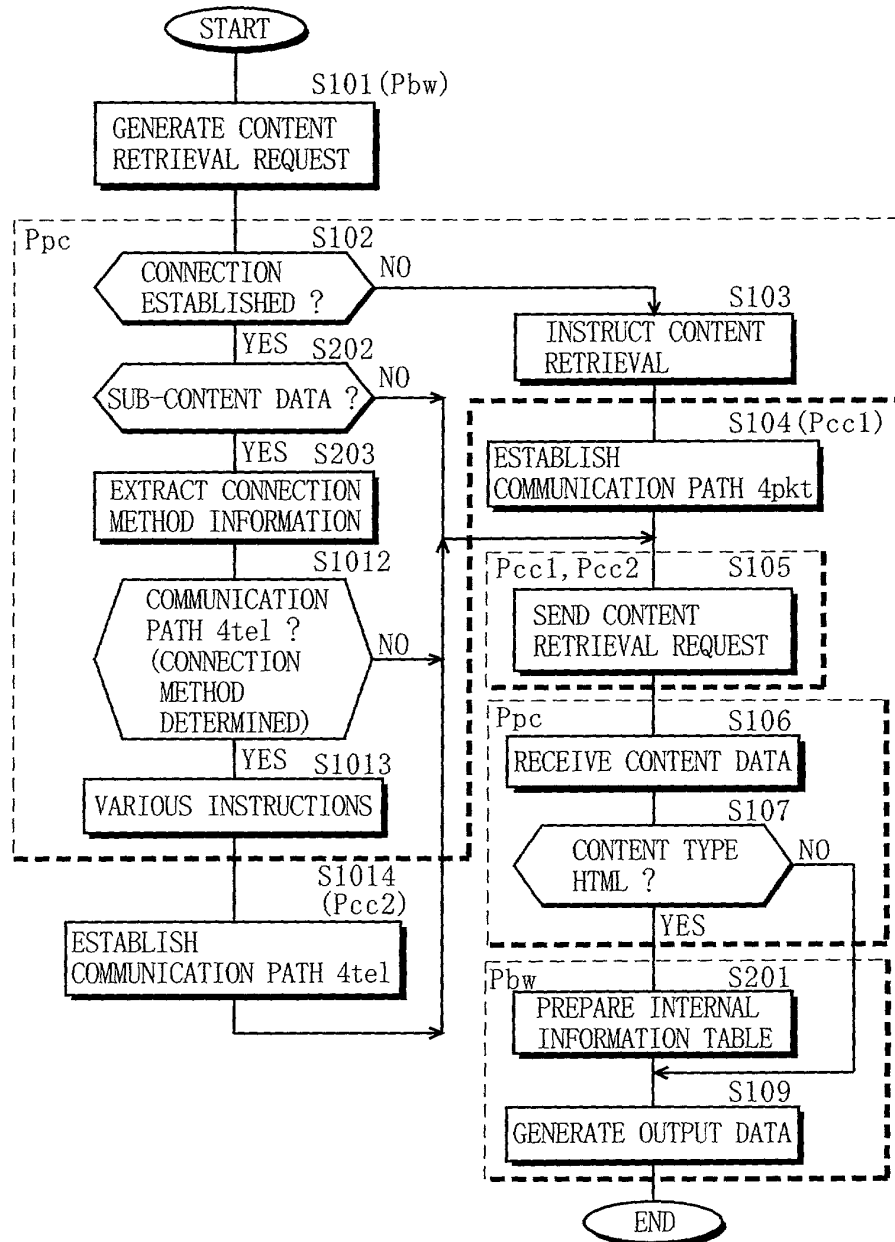 START
S101(Pbw)
GENERATE CONTENT
RETRIEVAL REQUEST
Ppc
S102
CONNECTION
ESTABLISHED ?
NO
YES
S202
SUB-CONTENT DATA ?
NO
YES
S203
EXTRACT CONNECTION
METHOD INFORMATION
S1012
COMMUNICATION
PATH 4tel ?
(CONNECTION
METHOD
DETERMINED)
NO
YES
S1013
VARIOUS INSTRUCTIONS
S1014
(Pcc2)
ESTABLISH
COMMUNICATION PATH 4tel
S103
INSTRUCT CONTENT
RETRIEVAL
S104(Pcc1)
ESTABLISH
COMMUNICATION PATH 4pkt
Pcc1,Pcc2
S105
SEND CONTENT
RETRIEVAL REQUEST
Ppc
S106
RECEIVE CONTENT DATA
S107
CONTENT TYPE
HTML ?
NO
YES
Pbw
S201
PREPARE INTERNAL
INFORMATION TABLE
S109
GENERATE OUTPUT DATA
END